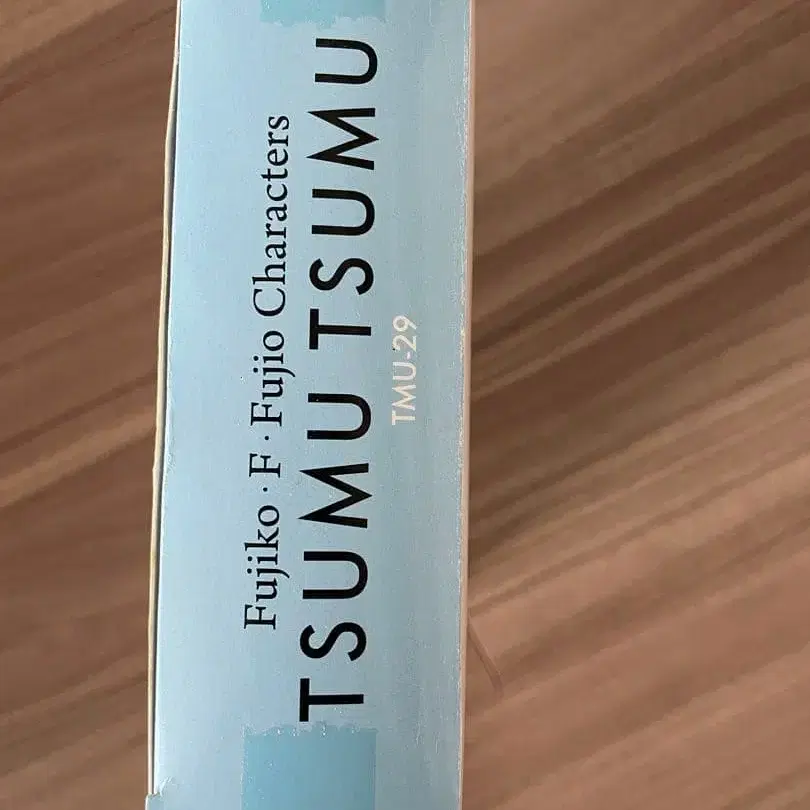 Fujiko · F · Fujio Characters
TSUMU TSUMU
TMU-29